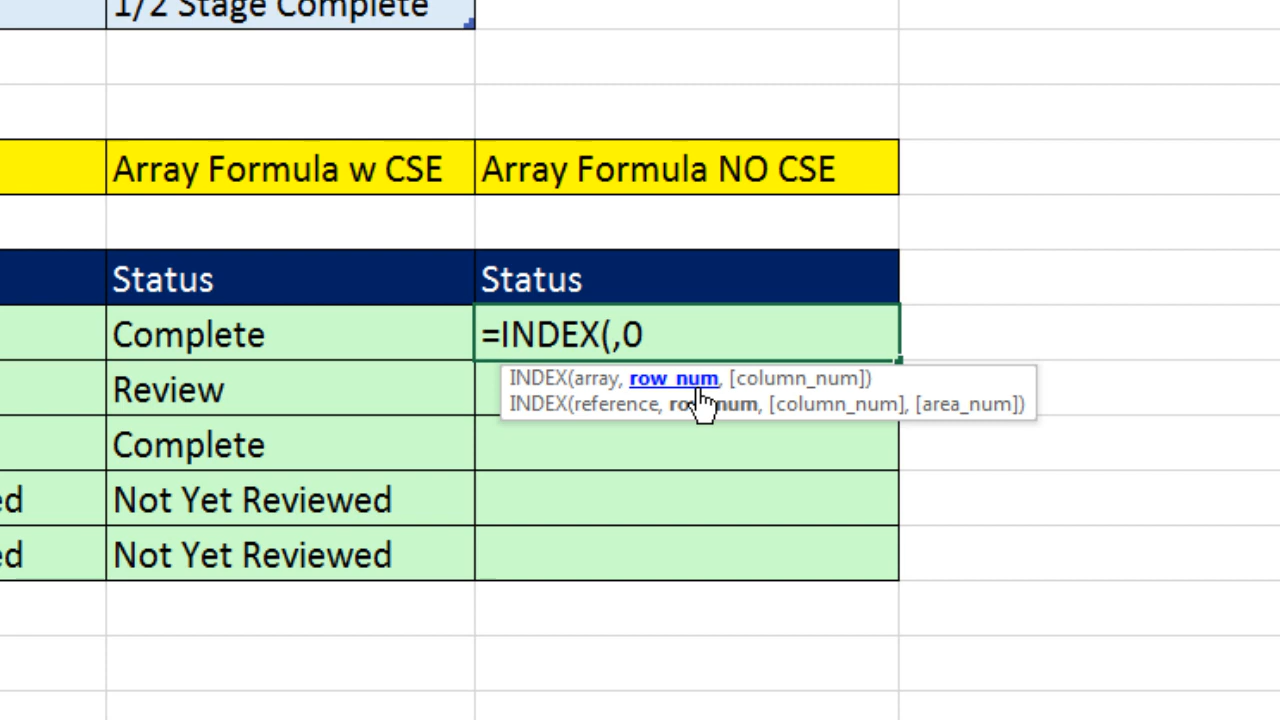 1/2 Stage Complete
Array Formula w CSE
Array Formula NO CSE
Status
Status
Complete
=INDEX(,0
INDEX(array, row_num, [column_num])
INDEX(reference, row_num, [column_num], [area_num])
Review
Complete
ed
Not Yet Reviewed
ed
Not Yet Reviewed